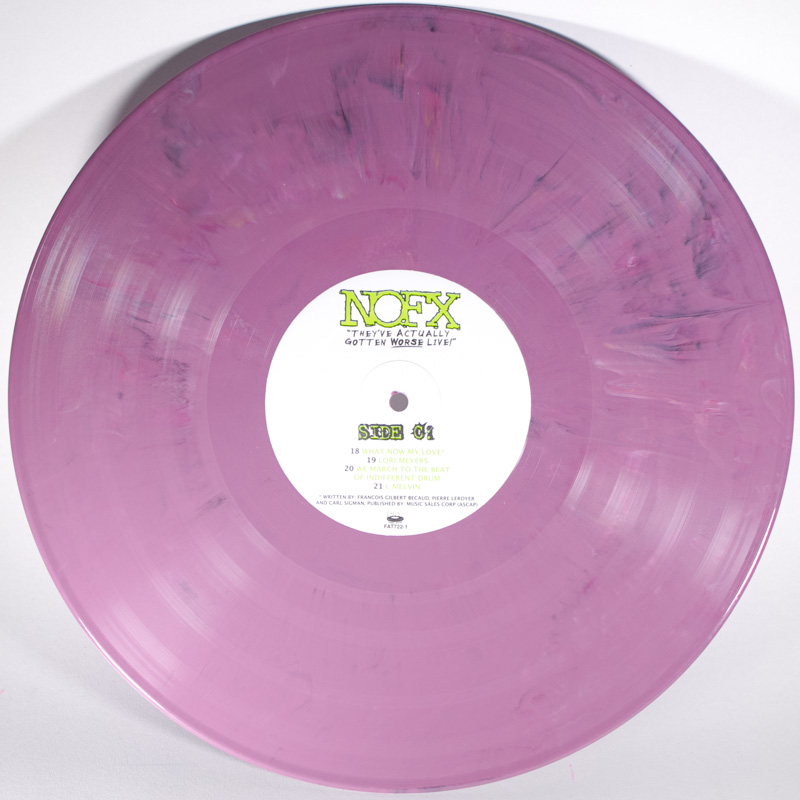 NOFX
"THEY'VE ACTUALLY
GOTTEN WORSE LIVE!"
SIDE C?
18 WHAT NOW MY LOVE*
19 LORI MEYERS
20 WE MARCH TO THE BEAT
OF INDIFFERENT DRUM
21 I, MELVIN
* WRITTEN BY: FRANCOIS GILBERT BECAUD, PIERRE LEROYER
AND CARL SIGMAN, PUBLISHED BY: MUSIC SALES CORP (ASCAP)
FAT722-1